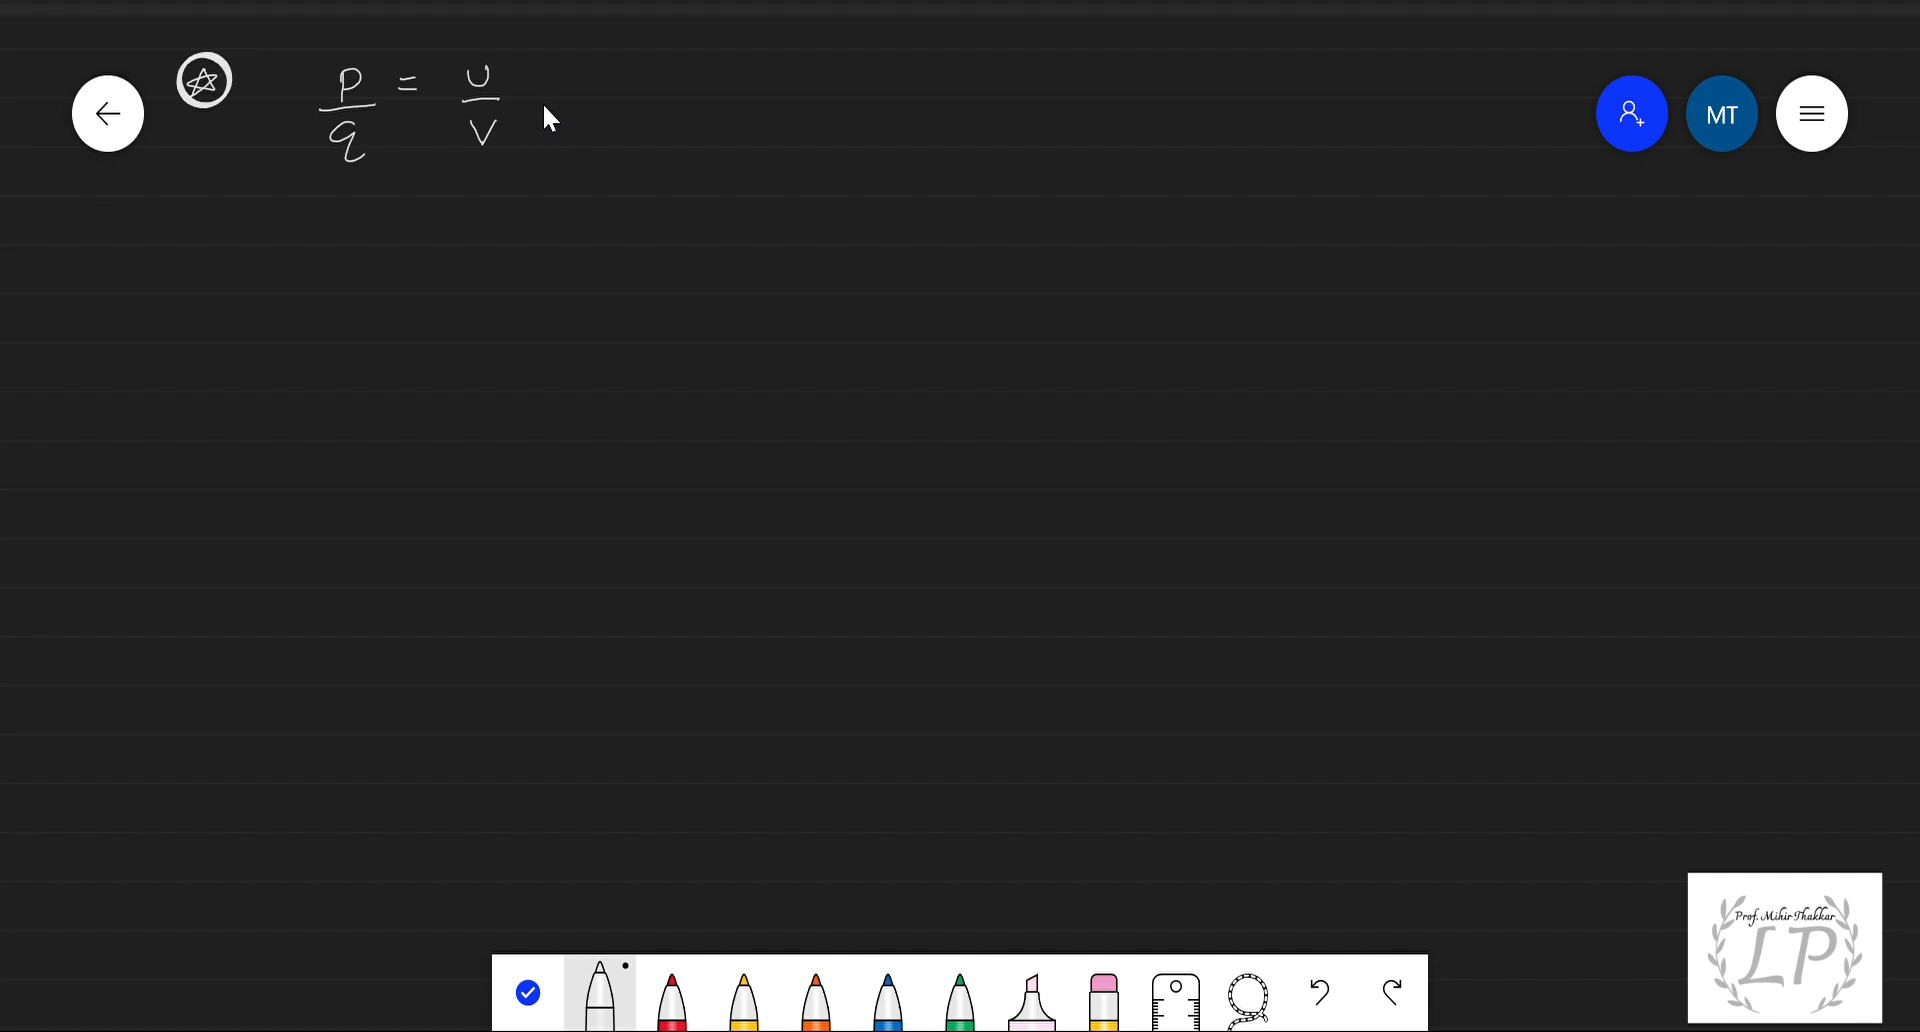 p/q = u/v
MT
Prof. Mihir Thakkar
LP